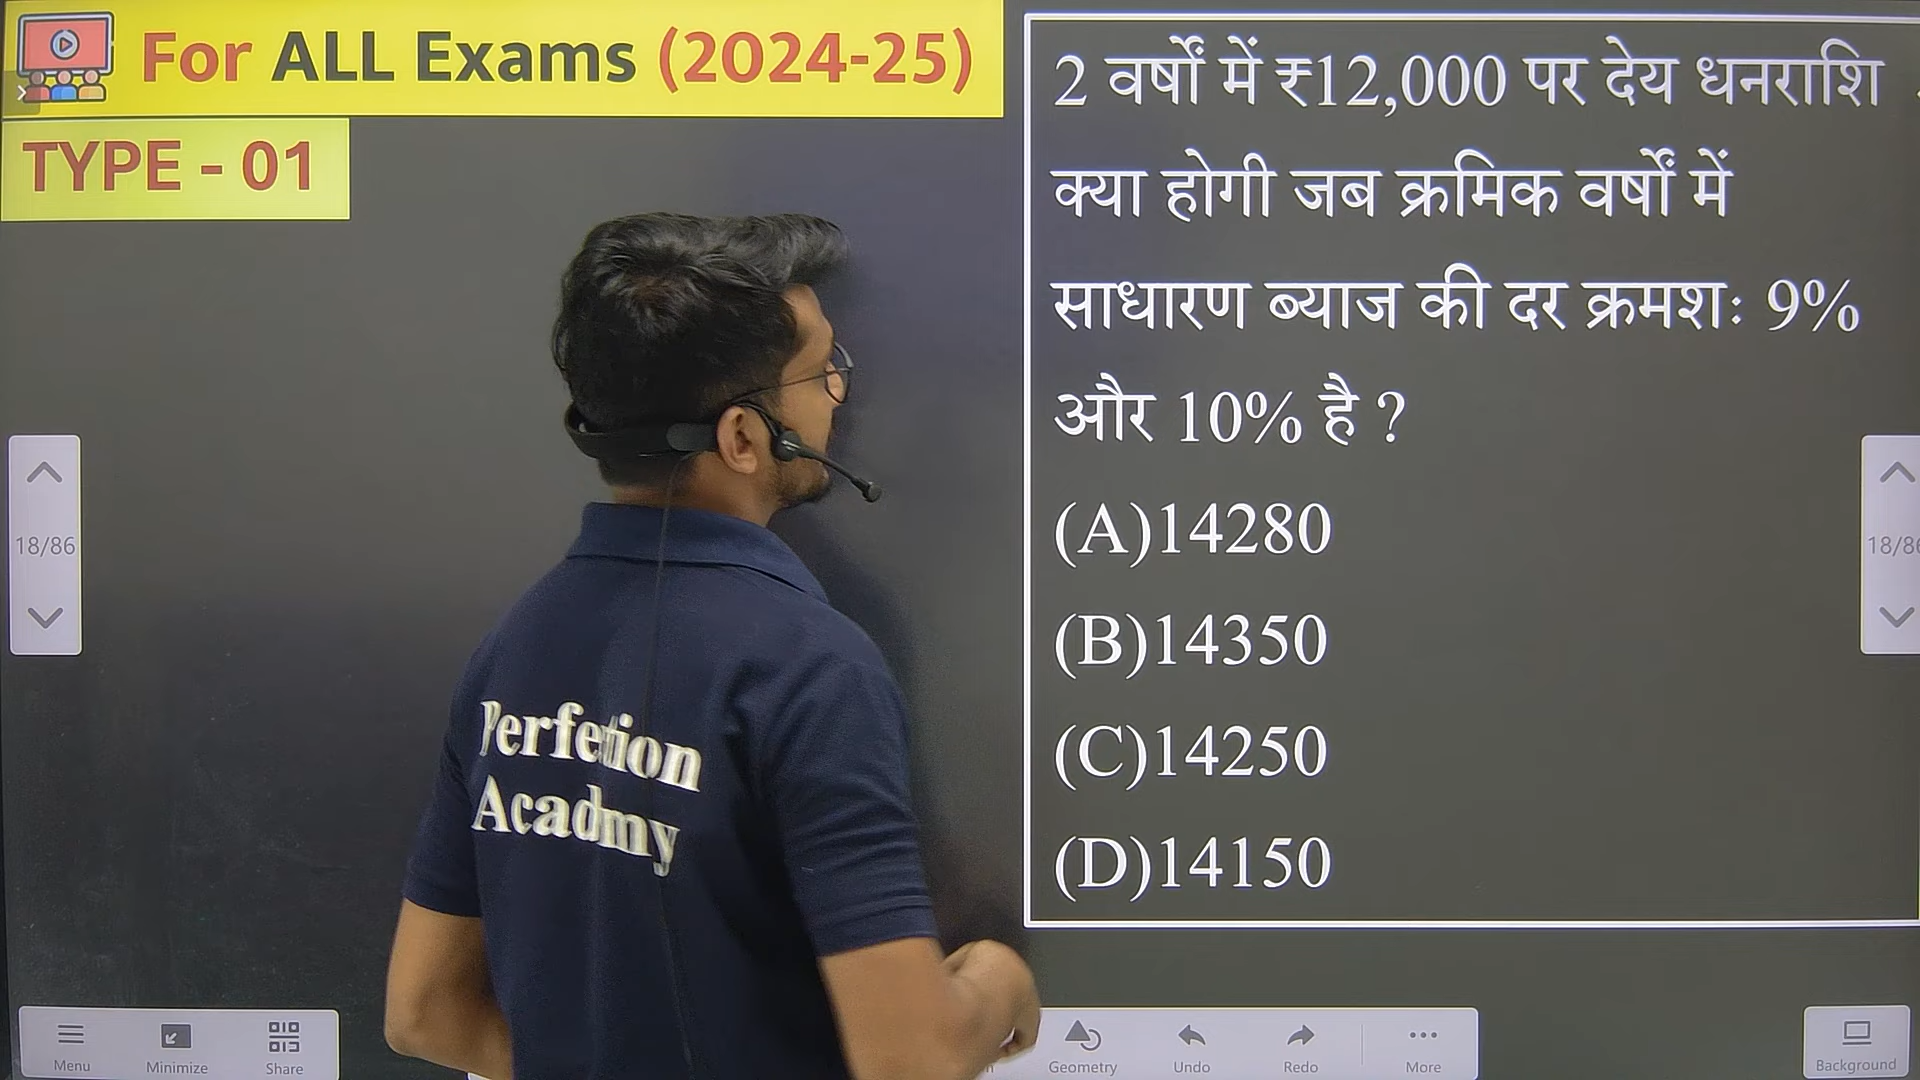 For ALL Exams (2024-25)
TYPE - 01
2 वर्षों में ₹12,000 पर देय धनराशि
क्या होगी जब क्रमिक वर्षों में
साधारण ब्याज की दर क्रमशः 9%
और 10% है ?
(A)14280
(B)14350
(C)14250
(D)14150
18/86
18/86
Perfection
Acadmy
Menu
Minimize
Share
Geometry
Undo
Redo
More
Background